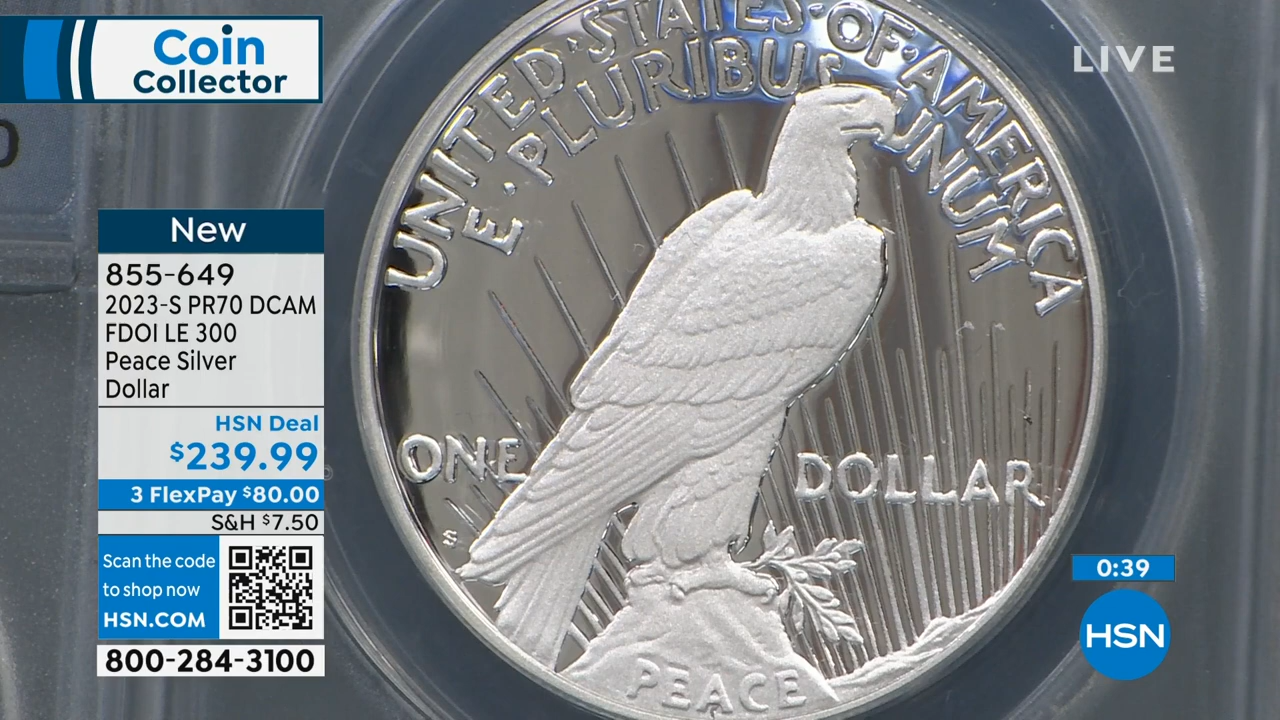 Coin
Collector
LIVE
New
855-649
2023-S PR70 DCAM
FDOI LE 300
Peace Silver
Dollar
HSN Deal
$239.99
3 FlexPay $80.00
S&H $7.50
Scan the code
to shop now
HSN.COM
800-284-3100
UNITED·STATES·OF·AMERICA
E·PLURIBUS UNUM
ONE DOLLAR
S
PEACE
0:39
HSN